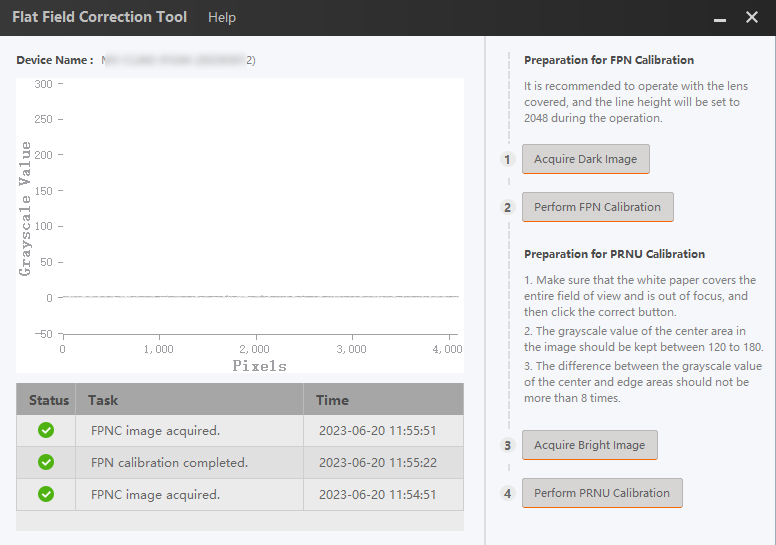 Flat Field Correction Tool Help
Device Name : 2)
300
250
200
150
100
50
0
-50
Grayscale Value
0 1,000 2,000 3,000 4,000
Pixels
Status Task Time
FPNC image acquired. 2023-06-20 11:55:51
FPN calibration completed. 2023-06-20 11:55:22
FPNC image acquired. 2023-06-20 11:54:51
Preparation for FPN Calibration
It is recommended to operate with the lens
covered, and the line height will be set to
2048 during the operation.
1 Acquire Dark Image
2 Perform FPN Calibration
Preparation for PRNU Calibration
1. Make sure that the white paper covers the
entire field of view and is out of focus, and
then click the correct button.
2. The grayscale value of the center area in
the image should be kept between 120 to 180.
3. The difference between the grayscale value
of the center and edge areas should not be
more than 8 times.
3 Acquire Bright Image
4 Perform PRNU Calibration